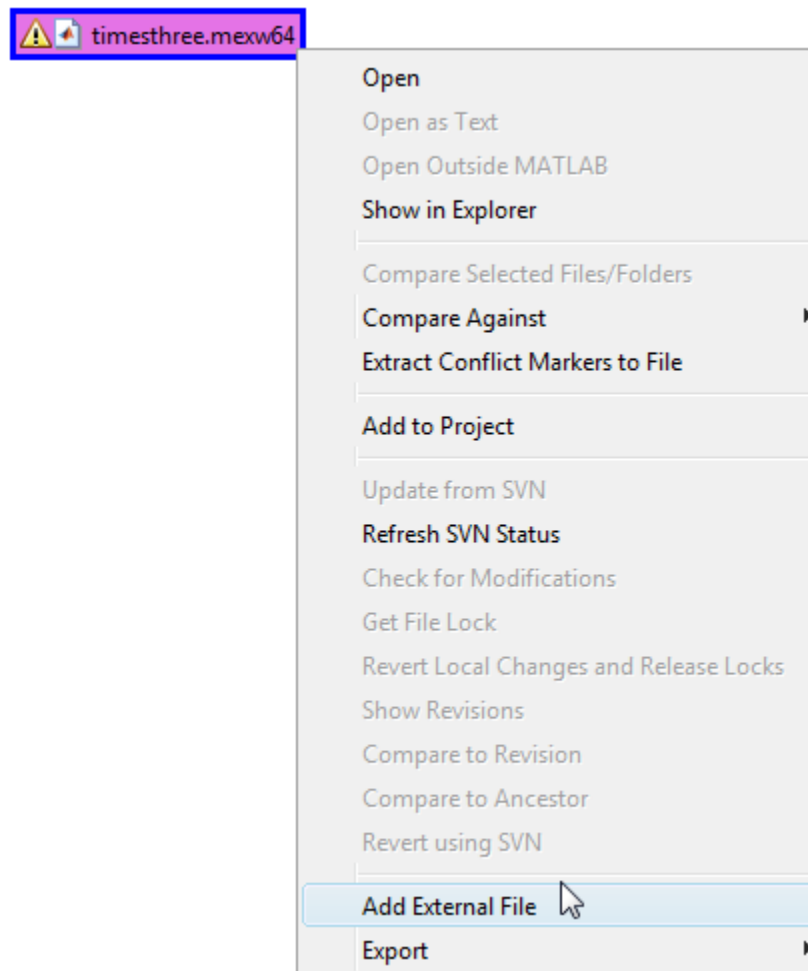 timesthree.mexw64
Open
Open as Text
Open Outside MATLAB
Show in Explorer
Compare Selected Files/Folders
Compare Against
Extract Conflict Markers to File
Add to Project
Update from SVN
Refresh SVN Status
Check for Modifications
Get File Lock
Revert Local Changes and Release Locks
Show Revisions
Compare to Revision
Compare to Ancestor
Revert using SVN
Add External File
Export